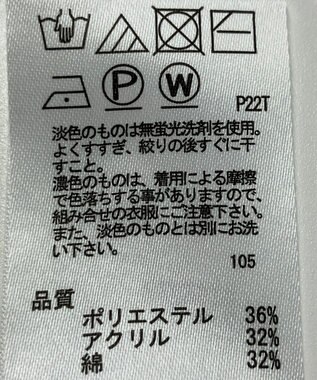 P W P22T
淡色のものは無蛍光洗剤を使用。
よくすすぎ、絞りの後すぐに干
すこと。
濃色のものは、着用による摩擦
で色落ちする事がありますので、
組み合せの衣服にご注意下さい。
また、淡色のものとは別にお洗
い下さい。
105
品質
ポリエステル 36%
アクリル 32%
綿 32%